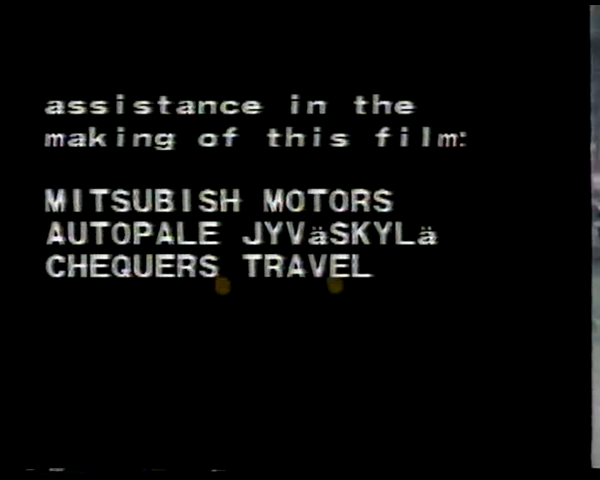 assistance in the
making of this film:
MITSUBISH MOTORS
AUTOPALE JYVäSKYLä
CHEQUERS TRAVEL